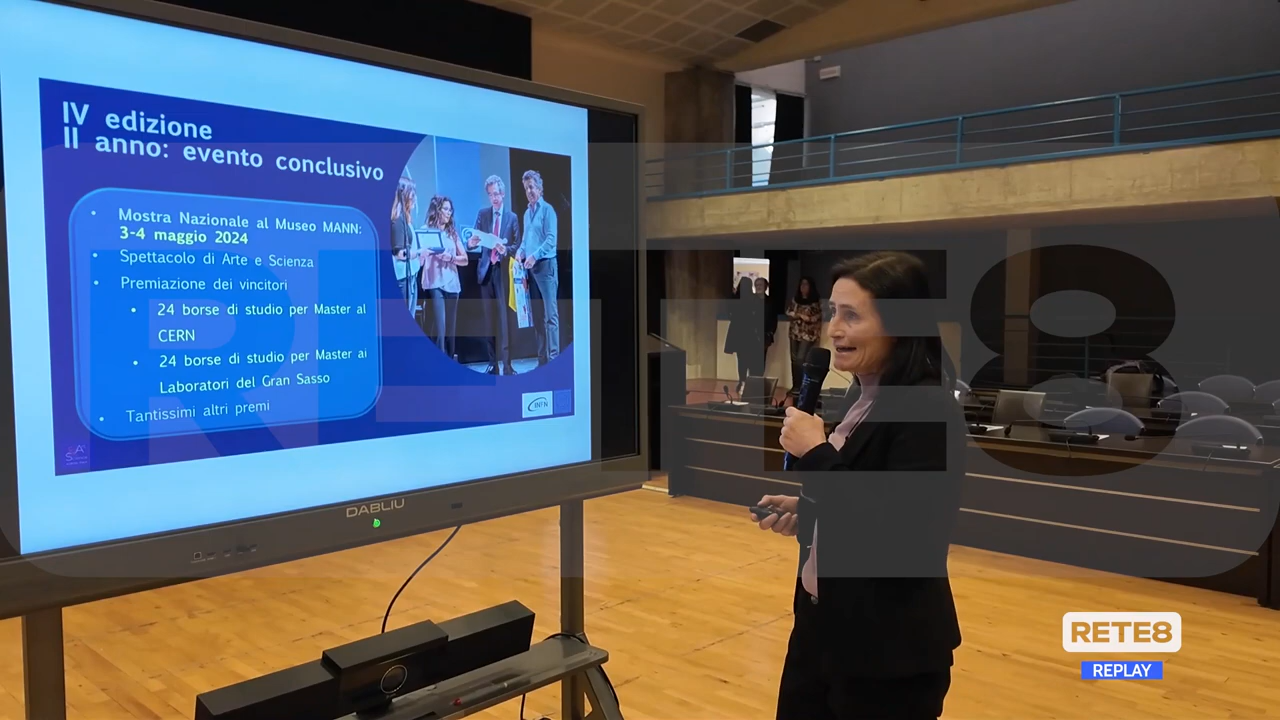 IV edizione
II anno: evento conclusivo
• Mostra Nazionale al Museo MANN:
3-4 maggio 2024
• Spettacolo di Arte e Scienza
• Premiazione dei vincitori
• 24 borse di studio per Master al
CERN
• 24 borse di studio per Master ai
Laboratori del Gran Sasso
• Tantissimi altri premi
INFN
DABLIU
RETE8
RETE8
REPLAY